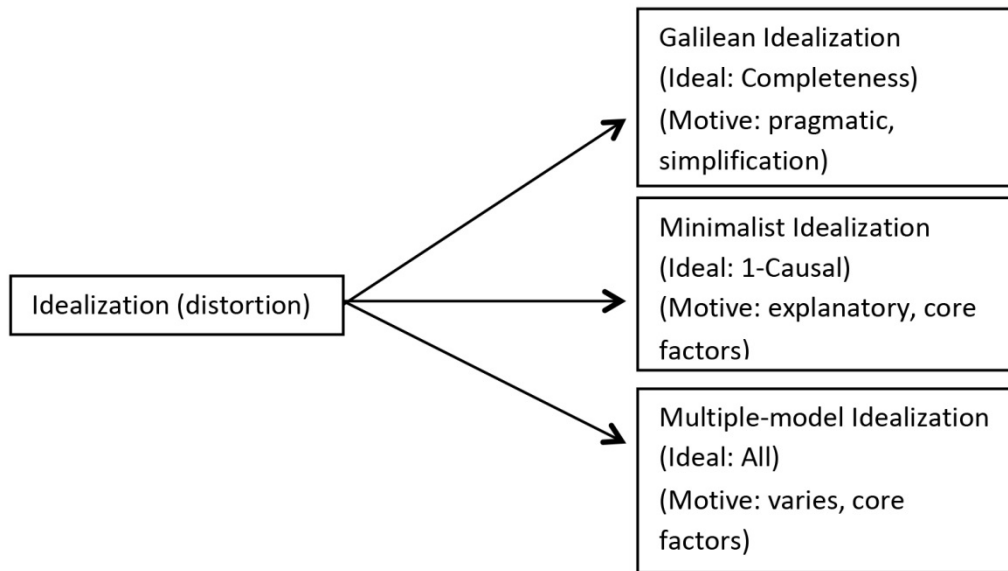 Idealization (distortion)
Galilean Idealization
(Ideal: Completeness)
(Motive: pragmatic,
simplification)
Minimalist Idealization
(Ideal: 1-Causal)
(Motive: explanatory, core
factors)
Multiple-model Idealization
(Ideal: All)
(Motive: varies, core
factors)